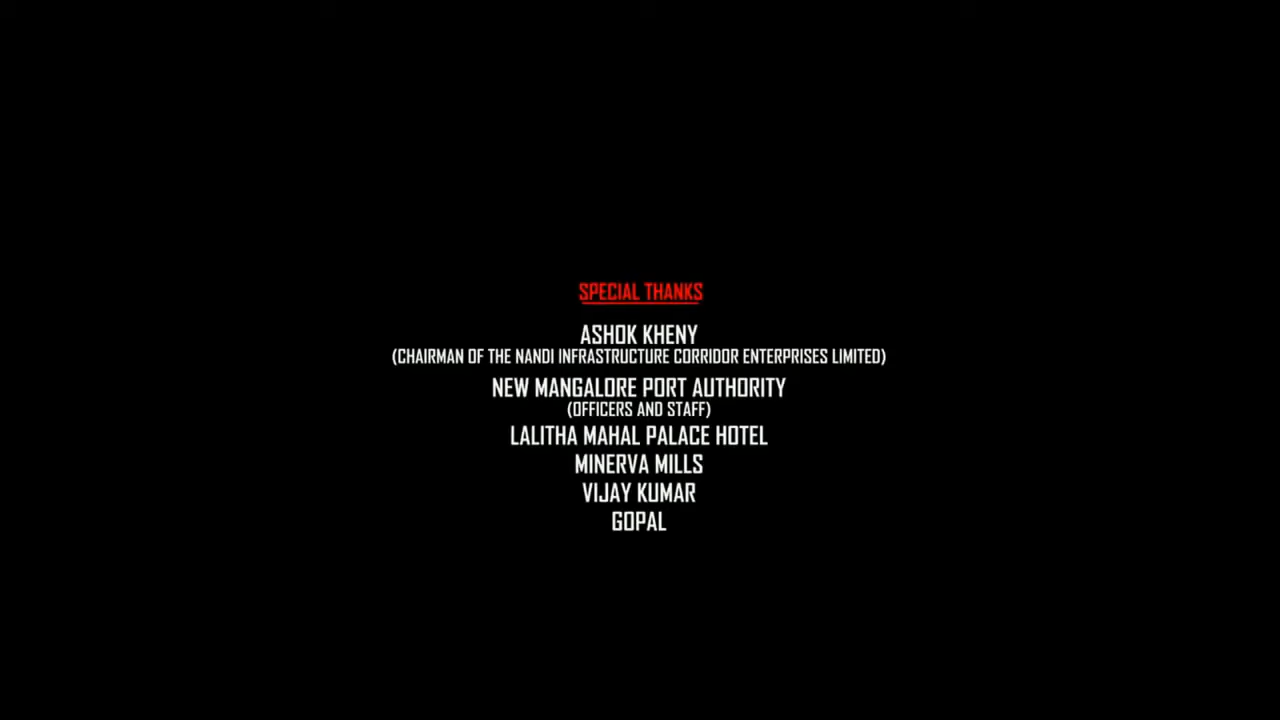 SPECIAL THANKS
ASHOK KHENY
(CHAIRMAN OF THE NANDI INFRASTRUCTURE CORRIDOR ENTERPRISES LIMITED)
NEW MANGALORE PORT AUTHORITY
(OFFICERS AND STAFF)
LALITHA MAHAL PALACE HOTEL
MINERVA MILLS
VIJAY KUMAR
GOPAL